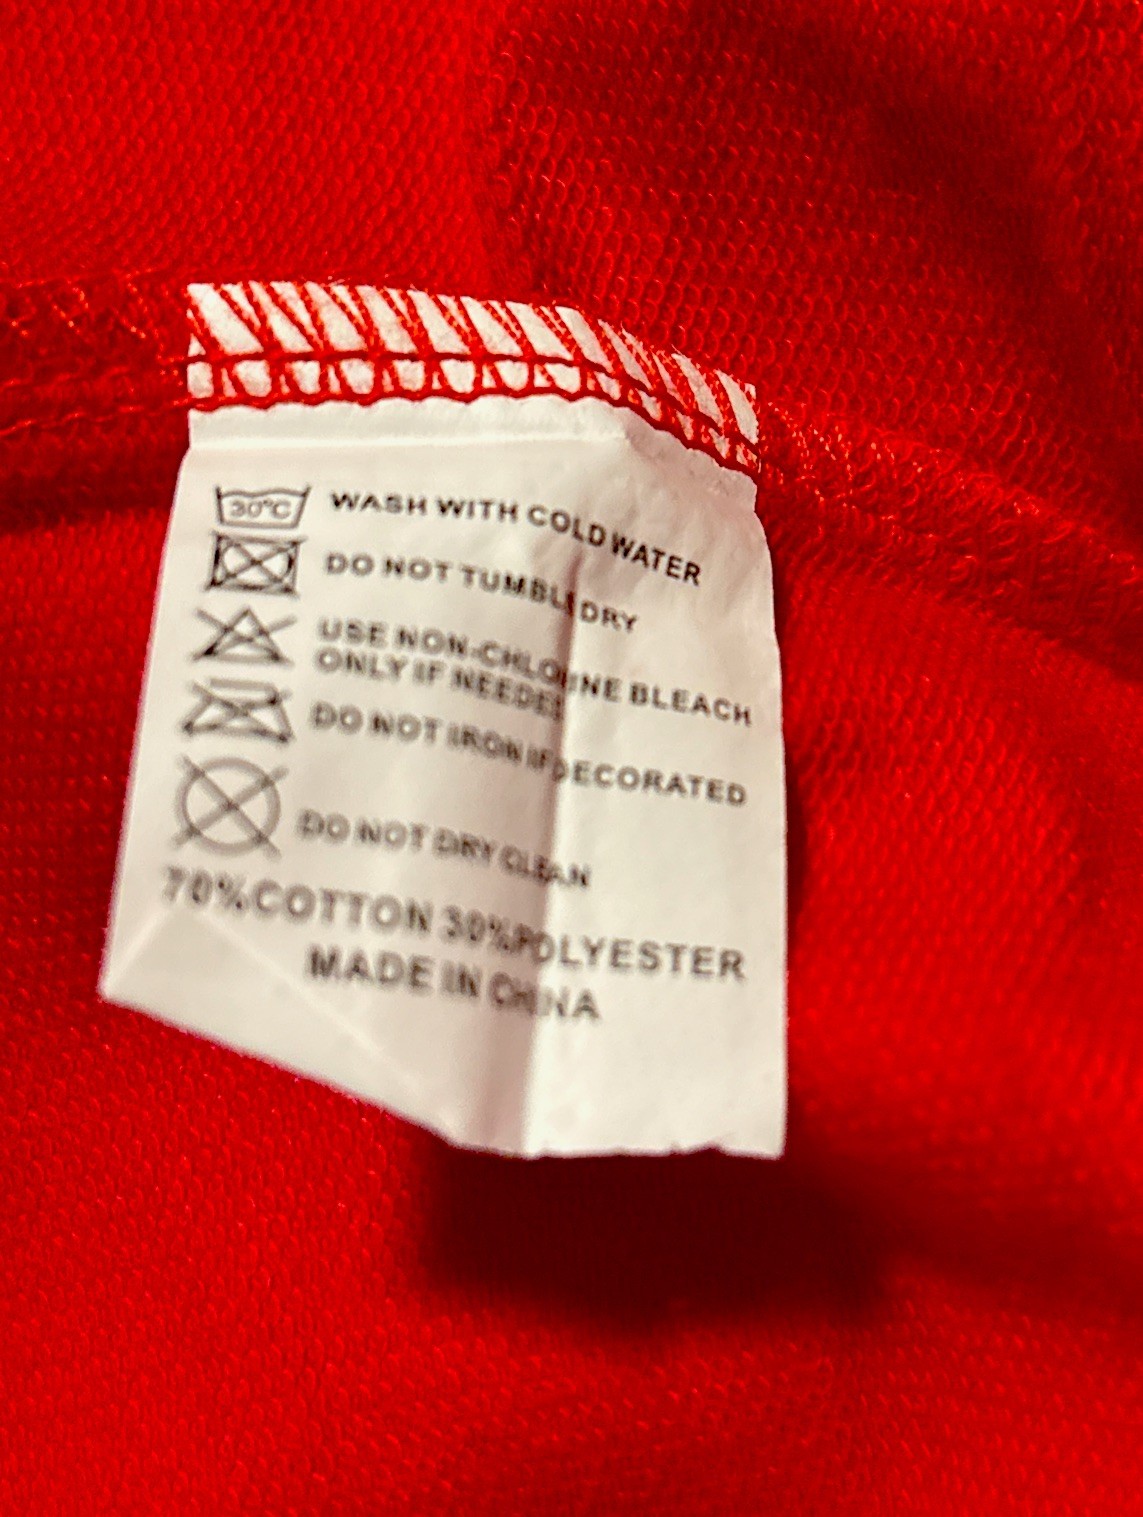 30°C WASH WITH COLD WATER
DO NOT TUMBLE DRY
USE NON-CHLORINE BLEACH
ONLY IF NEEDED
DO NOT IRON IF DECORATED
DO NOT DRY CLEAN
70%COTTON 30%POLYESTER
MADE IN CHINA